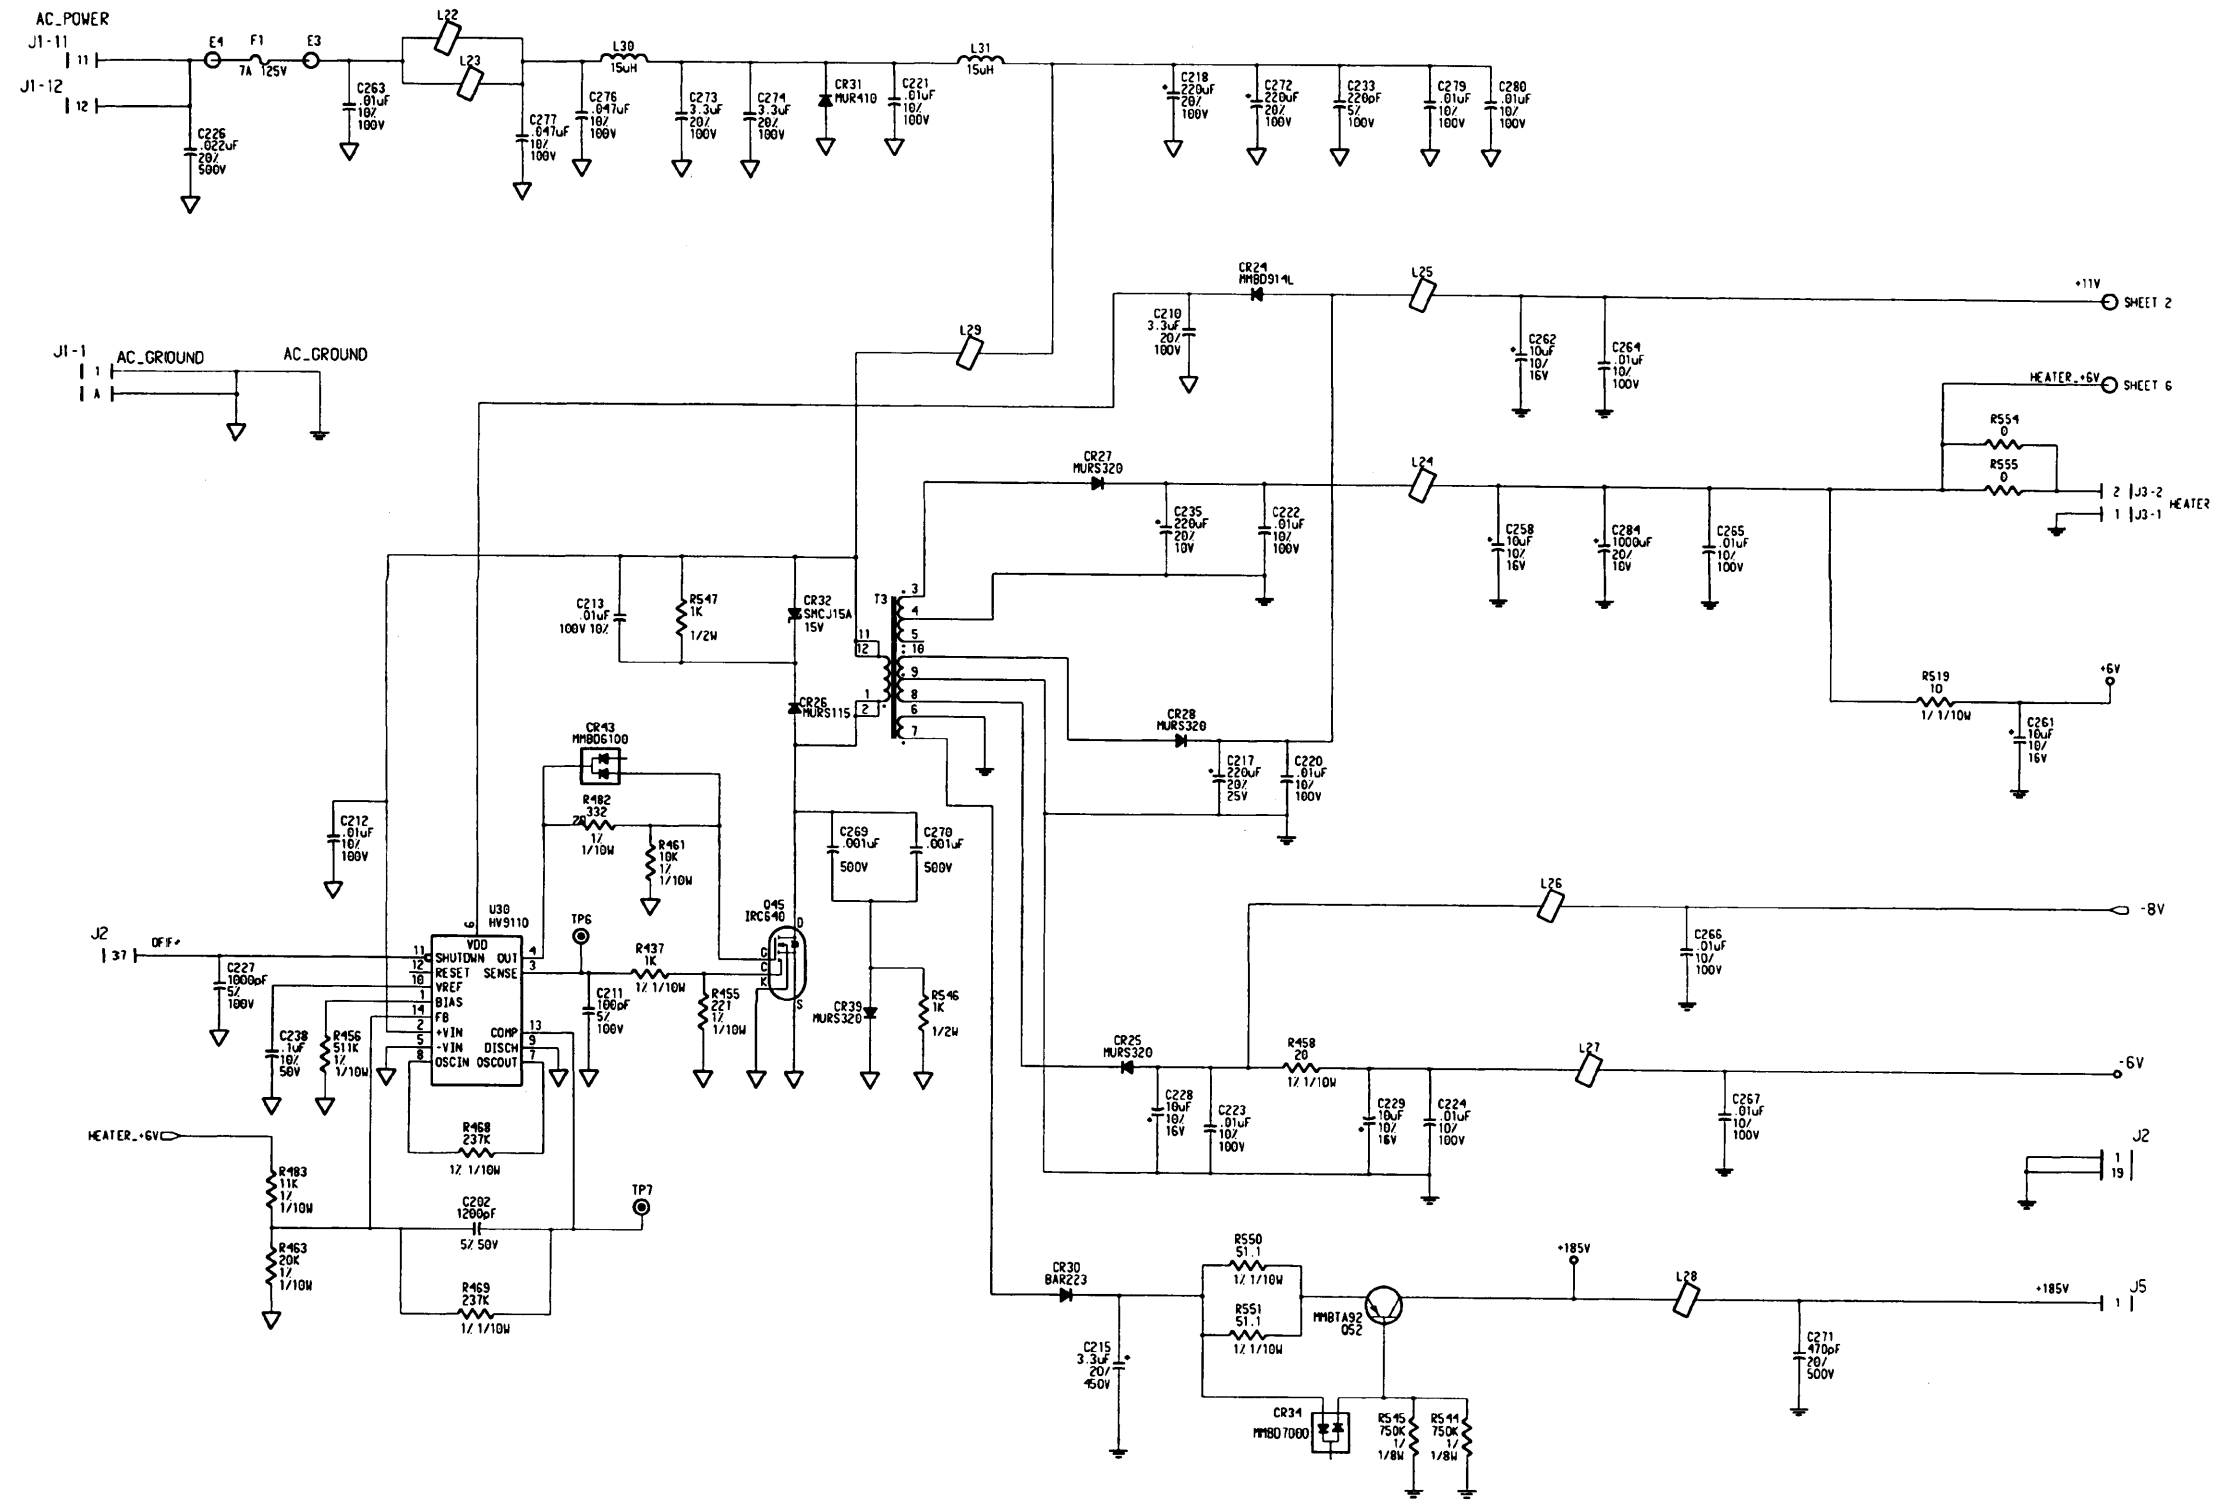 AC_POWER
J1-11
11
J1-12
12
E4
F1
7A 125V
E3
C226
.022uF
20%
500V
C263
.01uF
10%
100V
L22
L23
C277
.047uF
10%
100V
C276
.047uF
10%
100V
L30
15uH
C273
3.3uF
20%
100V
C274
3.3uF
20%
100V
CR31
MUR410
C221
.01uF
10%
100V
L31
15uH
C218
220uF
20%
100V
C272
220uF
20%
100V
C233
220pF
5%
100V
C279
.01uF
10%
100V
C280
.01uF
10%
100V
J1-1
1
A
AC_GROUND
AC_GROUND
L29
C210
3.3uF
20%
100V
CR24
MMBD914L
L25
C262
10uF
10%
16V
C264
.01uF
10%
100V
+11V
SHEET 2
HEATER_+6V
SHEET 6
R554
0
R555
0
2
J3-2
1
J3-1
HEATER
CR27
MURS320
C235
220uF
20%
10V
C222
.01uF
10%
100V
L24
C258
10uF
10%
16V
C284
1000uF
20%
10V
C265
.01uF
10%
100V
R519
10
1/ 1/10W
+6V
C261
10uF
10/
16V
C213
.01uF
100V 10%
R547
1K
1/2W
CR32
SMCJ15A
15V
CR26
MURS115
T3
11
12
1
2
3
4
5
10
9
8
6
7
CR28
MURS320
C217
220uF
20%
25V
C220
.01uF
10%
100V
CR43
MMBD6100
R482
332
1%
1/10W
R461
10K
1%
1/10W
C212
.01uF
10%
100V
C269
.001uF
500V
C270
.001uF
500V
Q45
IRC640
D
G
C
K
S
CR39
MURS320
R546
1K
1/2W
J2
37
OFF*
C227
1000pF
5%
100V
C238
.1uF
10%
50V
R456
511K
1%
1/10W
U30
HV9110
6
VDD
11
SHUTDWN
OUT
4
12
RESET
SENSE
3
10
VREF
1
BIAS
14
FB
2
+VIN
COMP
13
5
-VIN
DISCH
9
8
OSCIN
OSCOUT
7
TP6
C211
100pF
5%
100V
R437
1K
1% 1/10W
R455
221
1%
1/10W
HEATER_+6V
R483
11K
1%
1/10W
R463
20K
1%
1/10W
R468
237K
1% 1/10W
C202
1200pF
5% 50V
R469
237K
1% 1/10W
TP7
L26
C266
.01uF
10/
100V
-8V
CR25
MURS320
C228
10uF
10%
16V
C223
.01uF
10%
100V
R458
20
1% 1/10W
C229
10uF
10%
16V
C224
.01uF
10%
100V
L27
C267
.01uF
10%
100V
-6V
J2
1
19
CR30
BAR223
C215
3.3uF
20/
450V
R550
51.1
1% 1/10W
R551
51.1
1% 1/10W
CR34
MMBD7000
MMBTA92
Q52
R545
750K
1/
1/8W
R544
750K
1/
1/8W
+185V
L28
C271
470pF
20/
500V
+185V
J5
1